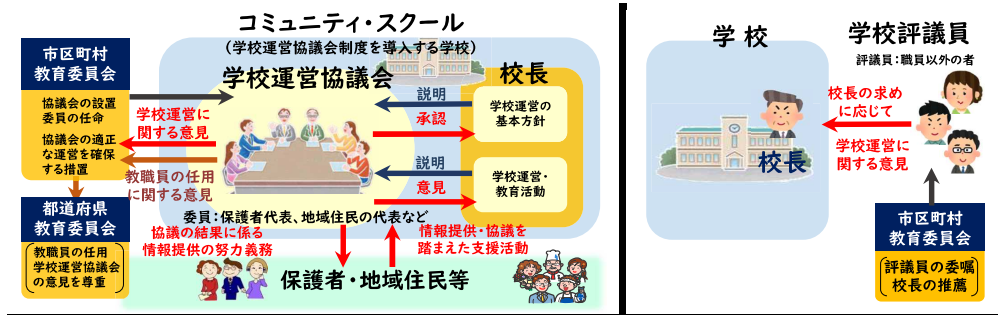 コミュニティ・スクール
（学校運営協議会制度を導入する学校）
市区町村
教育委員会
協議会の設置
委員の任命
協議会の適正
な運営を確保
する措置
学校運営に
関する意見
教職員の任用
に関する意見
都道府県
教育委員会
教職員の任用
学校運営協議会
の意見を尊重
学校運営協議会
委員：保護者代表、地域住民の代表など
校長
説明
承認
学校運営の
基本方針
説明
意見
学校運営・
教育活動
協議の結果に係る
情報提供の努力義務
情報提供・協議を
踏まえた支援活動
保護者・地域住民等
学校
校長
学校評議員
評議員：職員以外の者
校長の求め
に応じて
学校運営に
関する意見
市区町村
教育委員会
評議員の委嘱
校長の推薦